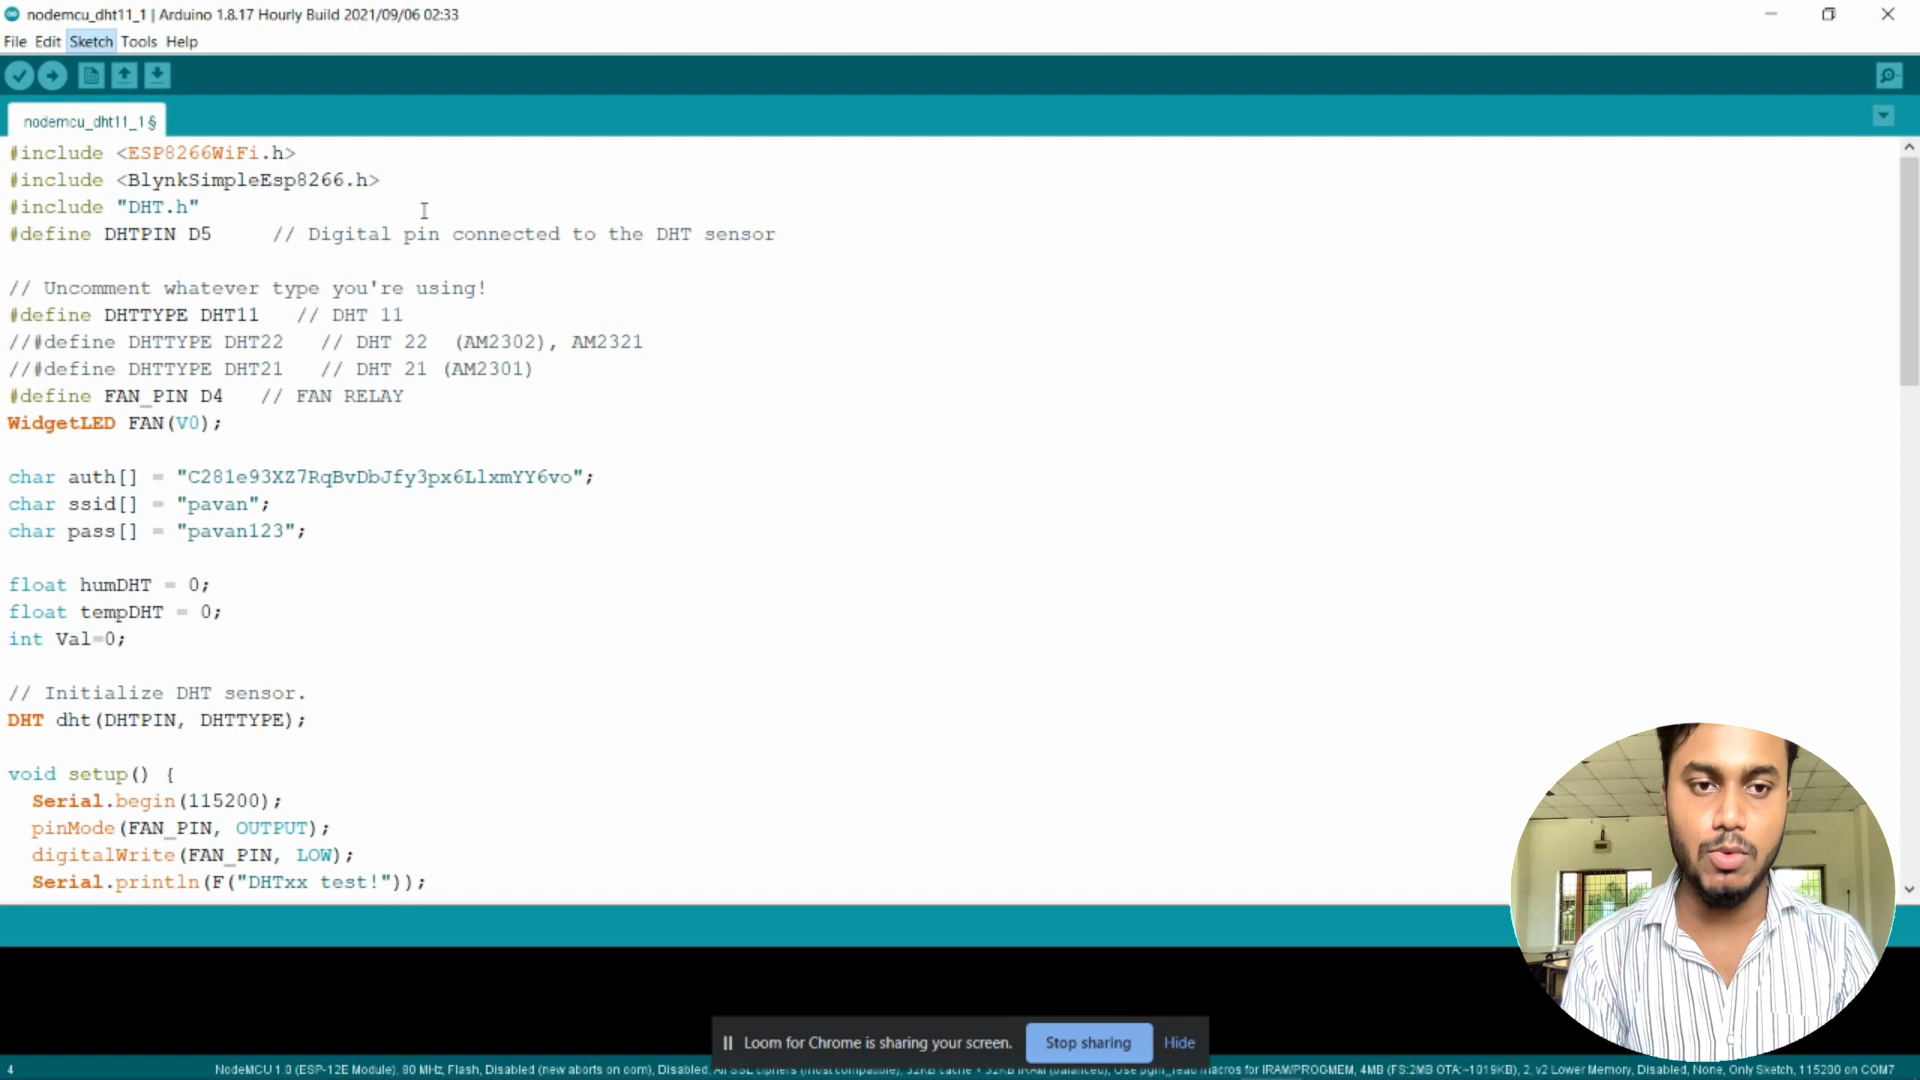 nodemcu_dht11_1 | Arduino 1.8.17 Hourly Build 2021/09/06 02:33
File Edit Sketch Tools Help
nodemcu_dht11_1 §
#include <ESP8266WiFi.h>
#include <BlynkSimpleEsp8266.h>
#include "DHT.h"
#define DHTPIN D5     // Digital pin connected to the DHT sensor
// Uncomment whatever type you're using!
#define DHTTYPE DHT11   // DHT 11
//#define DHTTYPE DHT22   // DHT 22  (AM2302), AM2321
//#define DHTTYPE DHT21   // DHT 21 (AM2301)
#define FAN_PIN D4   // FAN RELAY
WidgetLED FAN(V0);
char auth[] = "C281e93XZ7RqBvDbJfy3px6LlxmYY6vo";
char ssid[] = "pavan";
char pass[] = "pavan123";
float humDHT = 0;
float tempDHT = 0;
int Val=0;
// Initialize DHT sensor.
DHT dht(DHTPIN, DHTTYPE);
void setup() {
  Serial.begin(115200);
  pinMode(FAN_PIN, OUTPUT);
  digitalWrite(FAN_PIN, LOW);
  Serial.println(F("DHTxx test!"));
Loom for Chrome is sharing your screen. Stop sharing Hide
4 NodeMCU 1.0 (ESP-12E Module), 80 MHz, Flash, Disabled (new aborts on oom), Disabled, All SSL ciphers (most compatible), 32KB cache + 32KB IRAM (balanced), Use pgm_read macros for IRAM/PROGMEM, 4MB (FS:2MB OTA:~1019KB), 2, v2 Lower Memory, Disabled, None, Only Sketch, 115200 on COM7